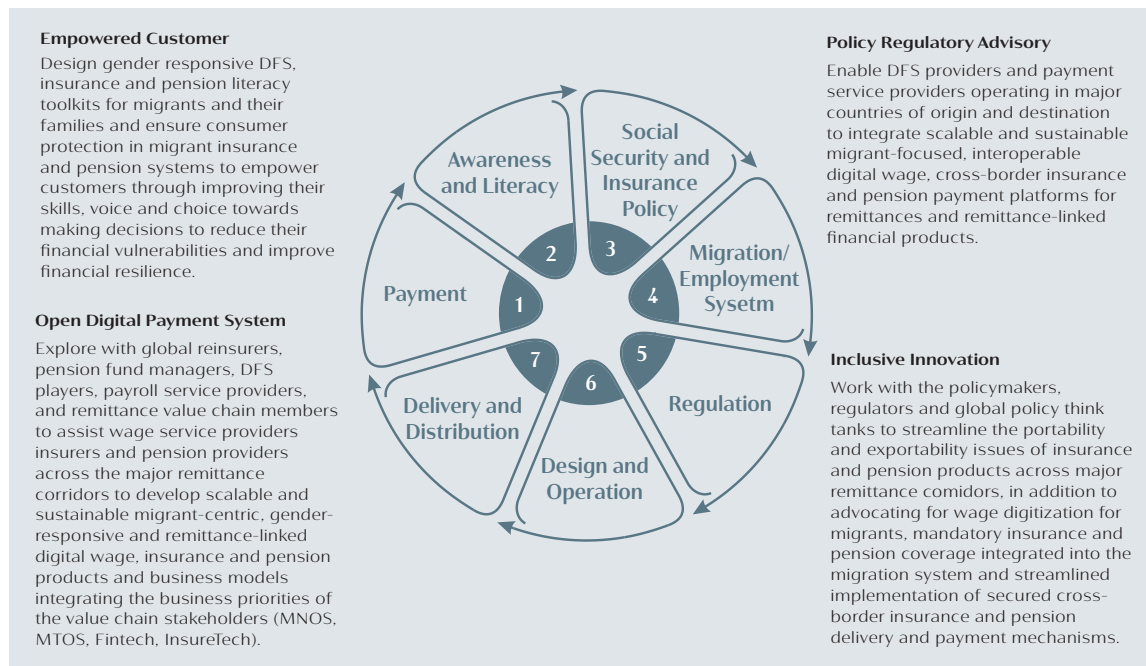 Empowered Customer
Design gender responsive DFS,
insurance and pension literacy
toolkits for migrants and their
families and ensure consumer
protection in migrant insurance
and pension systems to empower
customers through improving their
skills, voice and choice towards
making decisions to reduce their
financial vulnerabilities and improve
financial resilience.
Open Digital Payment System
Explore with global reinsurers,
pension fund managers, DFS
players, payroll service providers,
and remittance value chain members
to assist wage service providers
insurers and pension providers
across the major remittance
corridors to develop scalable and
sustainable migrant-centric, gender-
responsive and remittance-linked
digital wage, insurance and pension
products and business models
integrating the business priorities of
the value chain stakeholders (MNOS,
MTOS, Fintech, InsureTech).
Payment
1
Awareness
and Literacy
2
Social
Security and
Insurance
Policy
3
Migration/
Employment
Sysetm
4
Regulation
5
Design and
Operation
6
Delivery and
Distribution
7
Policy Regulatory Advisory
Enable DFS providers and payment
service providers operating in major
countries of origin and destination
to integrate scalable and sustainable
migrant-focused, interoperable
digital wage, cross-border insurance
and pension payment platforms for
remittances and remittance-linked
financial products.
Inclusive Innovation
Work with the policymakers,
regulators and global policy think
tanks to streamline the portability
and exportability issues of insurance
and pension products across major
remittance comidors, in addition to
advocating for wage digitization for
migrants, mandatory insurance and
pension coverage integrated into the
migration system and streamlined
implementation of secured cross-
border insurance and pension
delivery and payment mechanisms.